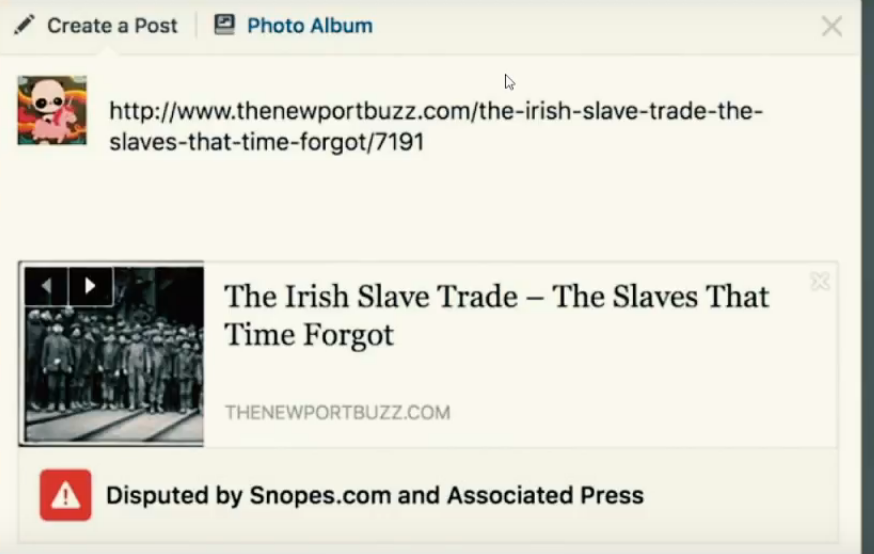 Create a Post
Photo Album
http://www.thenewportbuzz.com/the-irish-slave-trade-the-
slaves-that-time-forgot/7191
The Irish Slave Trade – The Slaves That
Time Forgot
THENEWPORTBUZZ.COM
Disputed by Snopes.com and Associated Press